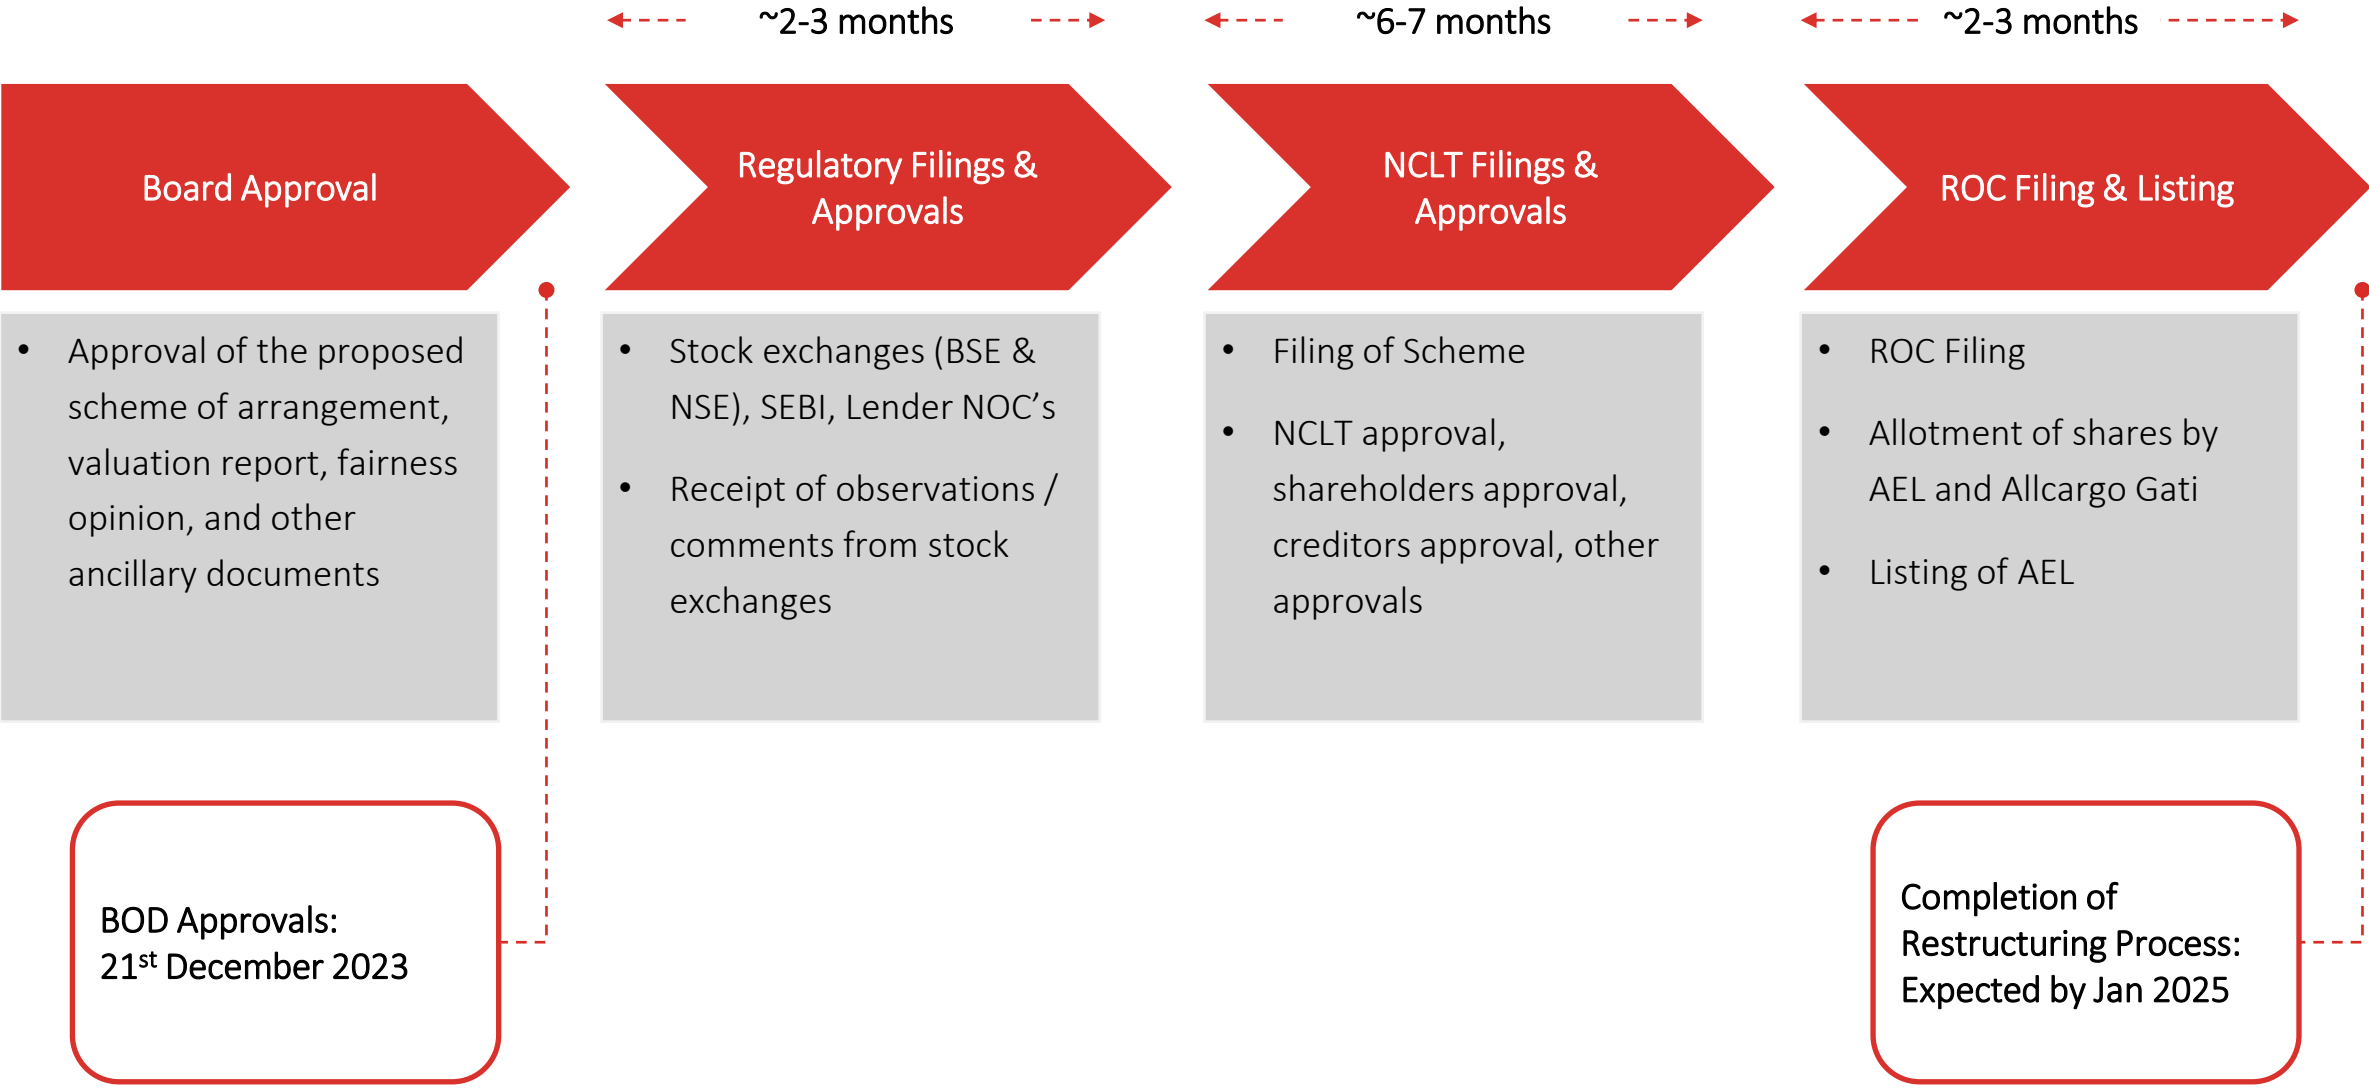 ~2-3 months
~6-7 months
~2-3 months
Board Approval
Regulatory Filings &
Approvals
NCLT Filings &
Approvals
ROC Filing & Listing
• Approval of the proposed
scheme of arrangement,
valuation report, fairness
opinion, and other
ancillary documents
• Stock exchanges (BSE &
NSE), SEBI, Lender NOC’s
• Receipt of observations /
comments from stock
exchanges
• Filing of Scheme
• NCLT approval,
shareholders approval,
creditors approval, other
approvals
• ROC Filing
• Allotment of shares by
AEL and Allcargo Gati
• Listing of AEL
BOD Approvals:
21st December 2023
Completion of
Restructuring Process:
Expected by Jan 2025